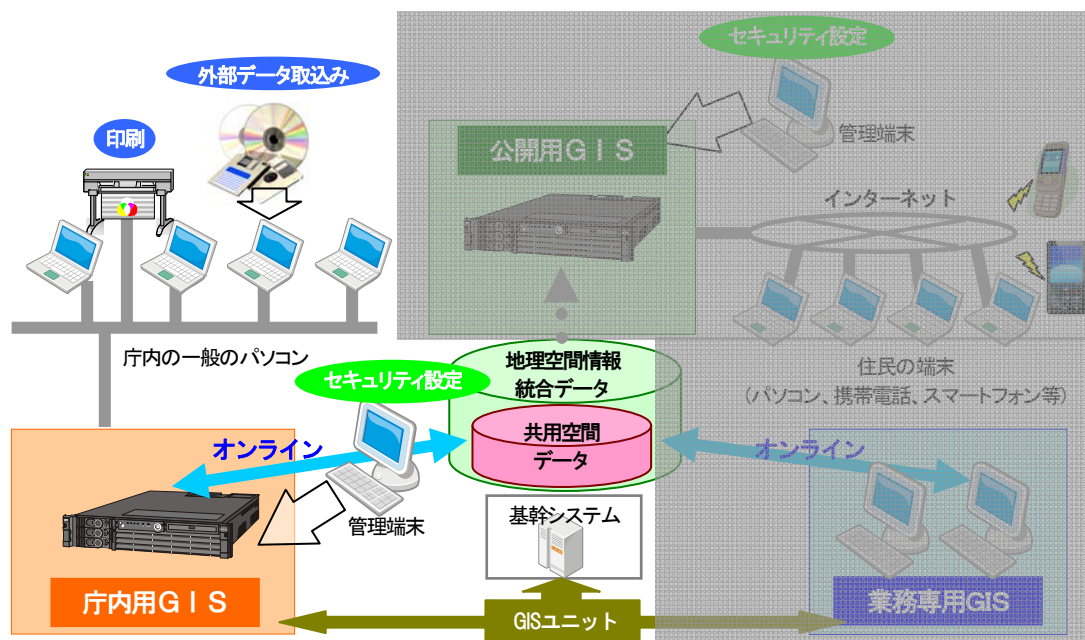 セキュリティ設定
外部データ取込み
印刷
管理端末
公開用GIS
インターネット
庁内の一般のパソコン
地理空間情報
統合データ
住民の端末
(パソコン、携帯電話、スマートフォン等)
セキュリティ設定
共用空間
データ
オンライン
オンライン
管理端末
基幹システム
庁内用GIS
業務専用GIS
GISユニット